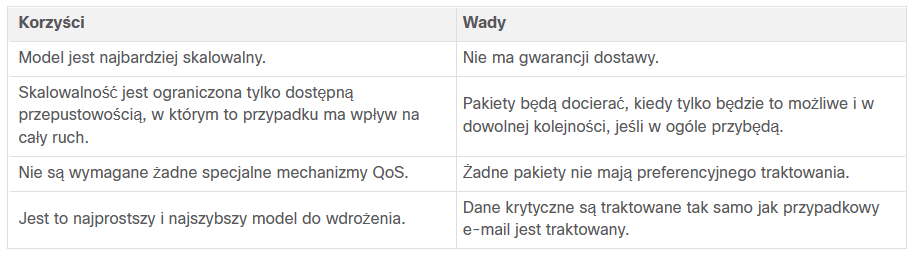 Korzyści
Wady
Model jest najbardziej skalowalny.
Nie ma gwarancji dostawy.
Skalowalność jest ograniczona tylko dostępną
przepustowością, w którym to przypadku ma wpływ na
cały ruch.
Pakiety będą docierać, kiedy tylko będzie to możliwe i w
dowolnej kolejności, jeśli w ogóle przybędą.
Nie są wymagane żadne specjalne mechanizmy QoS.
Żadne pakiety nie mają preferencyjnego traktowania.
Jest to najprostszy i najszybszy model do wdrożenia.
Dane krytyczne są traktowane tak samo jak przypadkowy
e-mail jest traktowany.